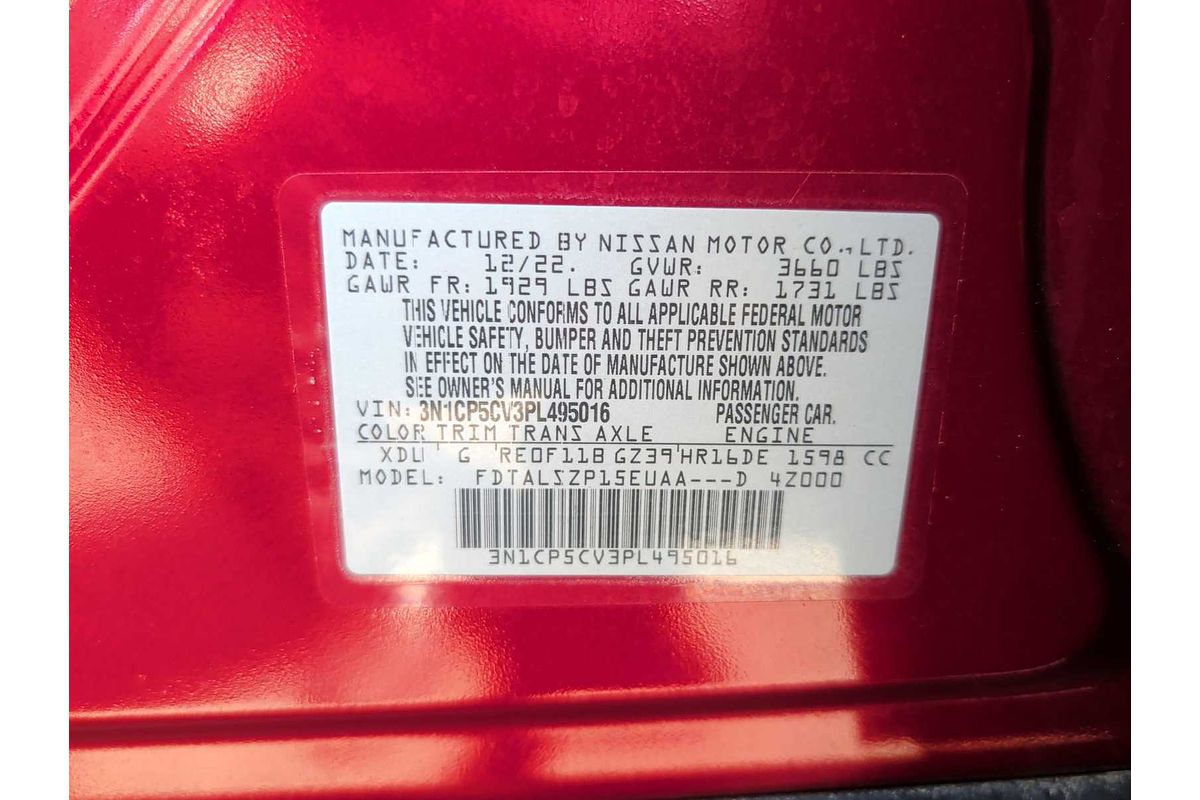 MANUFACTURED BY NISSAN MOTOR CO., LTD.
DATE: 12/22. GVWR: 3660 LBS
GAWR FR: 1929 LBS GAWR RR: 1731 LBS
THIS VEHICLE CONFORMS TO ALL APPLICABLE FEDERAL MOTOR
VEHICLE SAFETY, BUMPER AND THEFT PREVENTION STANDARDS
IN EFFECT ON THE DATE OF MANUFACTURE SHOWN ABOVE.
SEE OWNER'S MANUAL FOR ADDITIONAL INFORMATION.
VIN: 3N1CP5CV3PL495016 PASSENGER CAR.
COLOR TRIM TRANS AXLE ENGINE
XDU G RE0F11B GZ39 HR16DE 1598 CC
MODEL: FDTALSZP15EUAA---D 4Z000
3N1CP5CV3PL495016